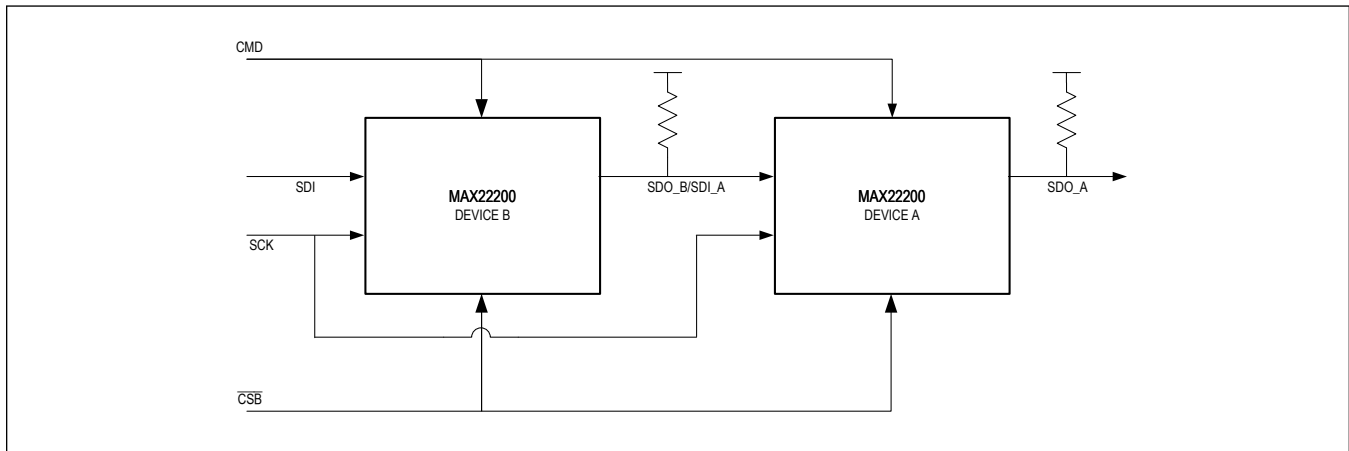 CMD
SDI
MAX22200
DEVICE B
SDO_B/SDI_A
MAX22200
DEVICE A
SDO_A
SCK
CSB